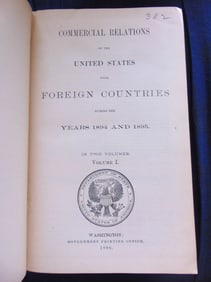 382
COMMERCIAL RELATIONS
OF THE
UNITED STATES
WITH
FOREIGN COUNTRIES
DURING THE
YEARS 1894 AND 1895.
IN TWO VOLUMES.
VOLUME I.
WASHINGTON:
GOVERNMENT PRINTING OFFICE.
1896.